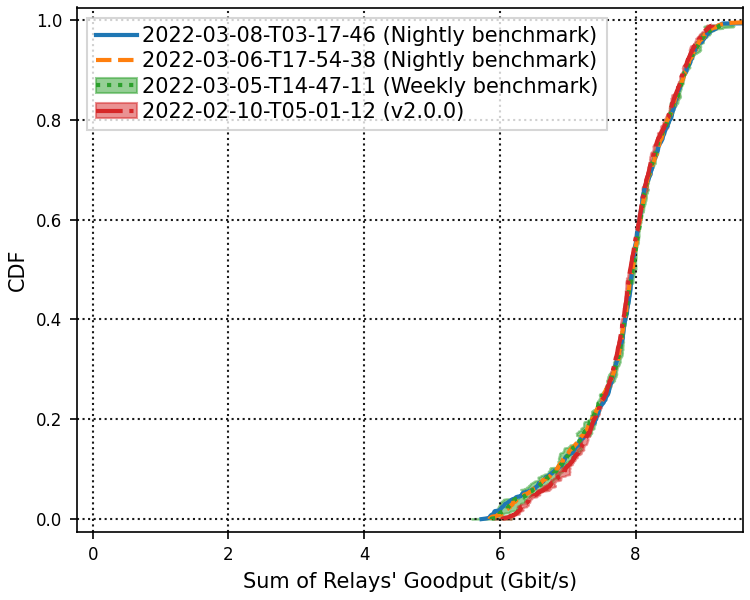 2022-03-08-T03-17-46 (Nightly benchmark)
2022-03-06-T17-54-38 (Nightly benchmark)
2022-03-05-T14-47-11 (Weekly benchmark)
2022-02-10-T05-01-12 (v2.0.0)
1.0
0.8
0.6
0.4
0.2
0.0
CDF
0 2 4 6 8
Sum of Relays' Goodput (Gbit/s)